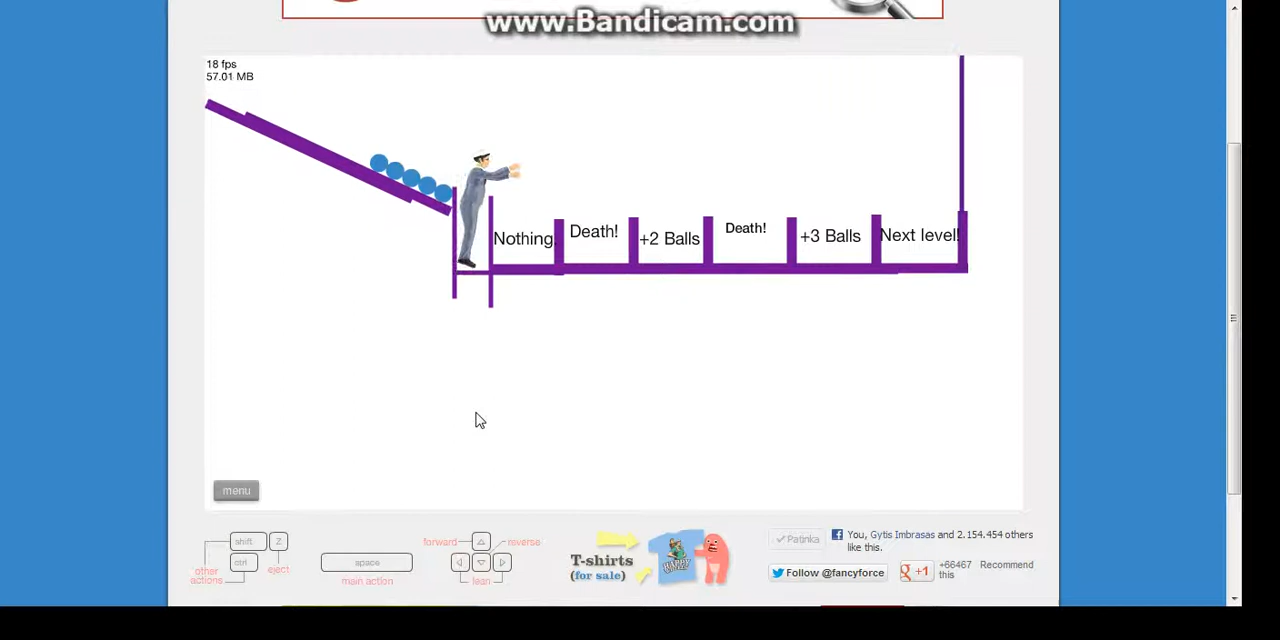 www.Bandicam.com
18 fps
57.01 MB
Nothing.
Death!
+2 Balls
Death!
+3 Balls
Next level!
menu
shift
Z
ctrl
other
actions
eject
space
main action
forward
reverse
lean
T-shirts
(for sale)
Patinka
You, Gytis Imbrasas and 2.154.454 others
like this.
Follow @fancyforce
+1
+66467 Recommend
this